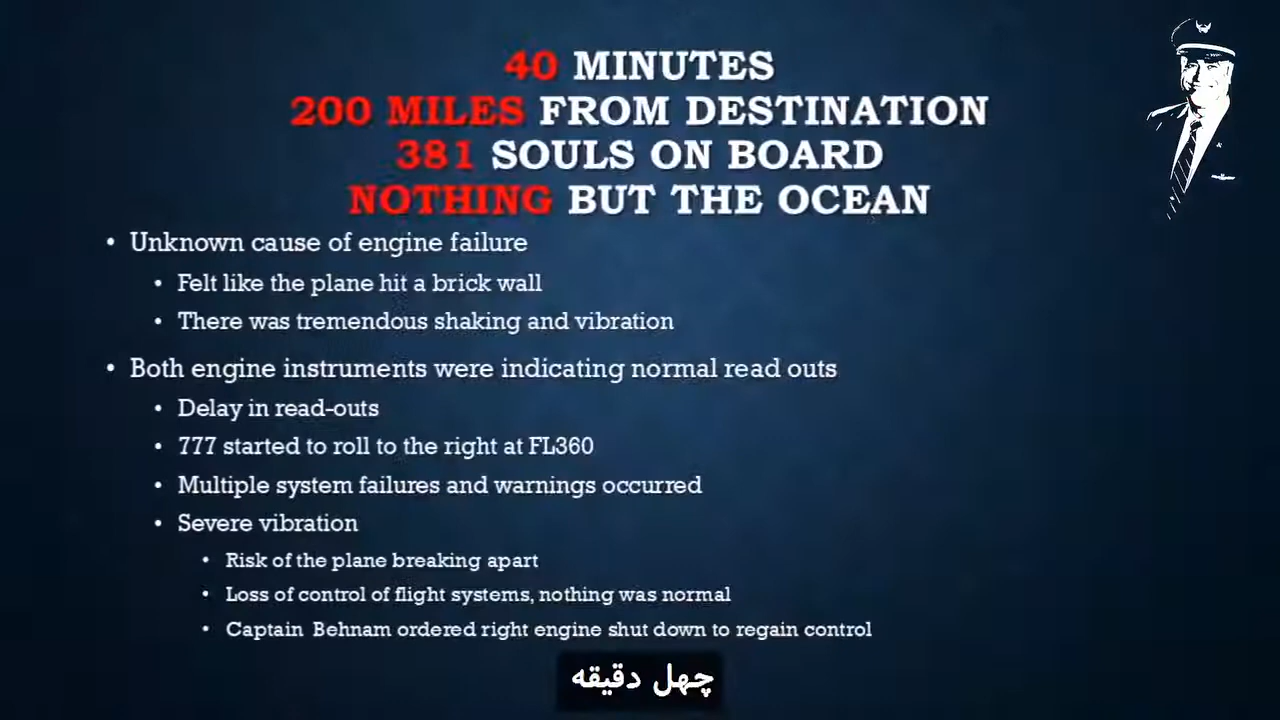 40 MINUTES
200 MILES FROM DESTINATION
381 SOULS ON BOARD
NOTHING BUT THE OCEAN
• Unknown cause of engine failure
• Felt like the plane hit a brick wall
• There was tremendous shaking and vibration
• Both engine instruments were indicating normal read outs
• Delay in read-outs
• 777 started to roll to the right at FL360
• Multiple system failures and warnings occurred
• Severe vibration
• Risk of the plane breaking apart
• Loss of control of flight systems, nothing was normal
• Captain Behnam ordered right engine shut down to regain control
چهل دقیقه